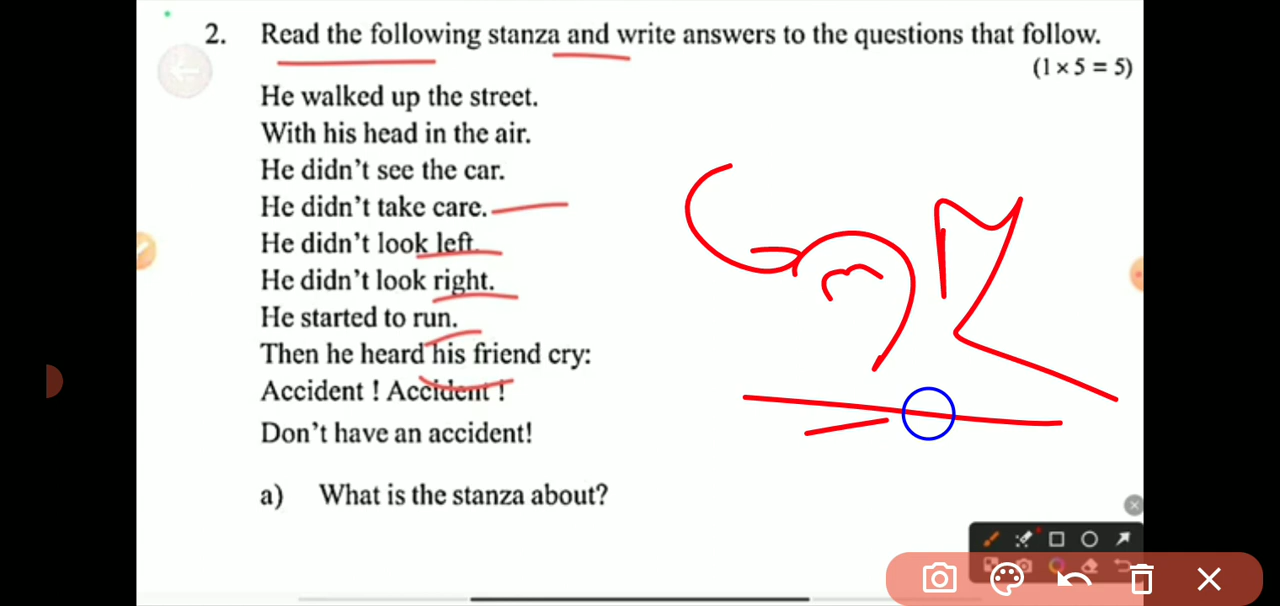 2. Read the following stanza and write answers to the questions that follow.
(1 × 5 = 5)
He walked up the street.
With his head in the air.
He didn't see the car.
He didn't take care.
He didn't look left.
He didn't look right.
He started to run.
Then he heard his friend cry:
Accident ! Accident !
Don't have an accident!
a) What is the stanza about?